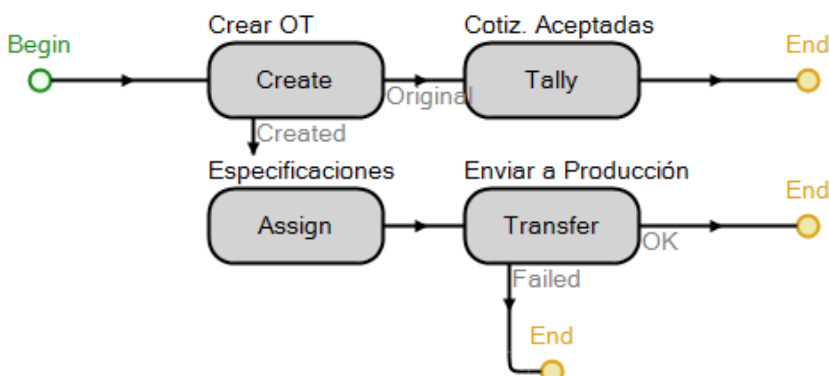 Crear OT
Cotiz. Aceptadas
Begin
End
Create
Tally
Original
Created
Especificaciones
Enviar a Producción
End
Assign
Transfer
OK
Failed
End